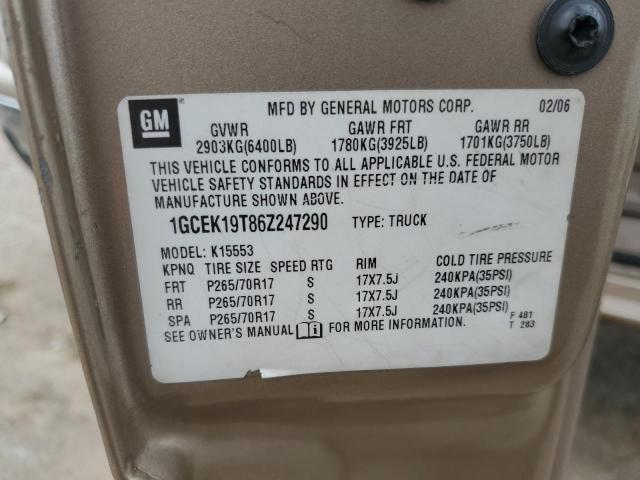 GM
MFD BY GENERAL MOTORS CORP. 02/06
GVWR GAWR FRT GAWR RR
2903KG(6400LB) 1780KG(3925LB) 1701KG(3750LB)
THIS VEHICLE CONFORMS TO ALL APPLICABLE U.S. FEDERAL MOTOR
VEHICLE SAFETY STANDARDS IN EFFECT ON THE DATE OF
MANUFACTURE SHOWN ABOVE.
1GCEK19T86Z247290 TYPE: TRUCK
MODEL: K15553
KPNQ TIRE SIZE SPEED RTG RIM COLD TIRE PRESSURE
FRT P265/70R17 S 17X7.5J 240KPA(35PSI)
RR P265/70R17 S 17X7.5J 240KPA(35PSI)
SPA P265/70R17 S 17X7.5J 240KPA(35PSI)
SEE OWNER'S MANUAL FOR MORE INFORMATION.
F 481
T 283